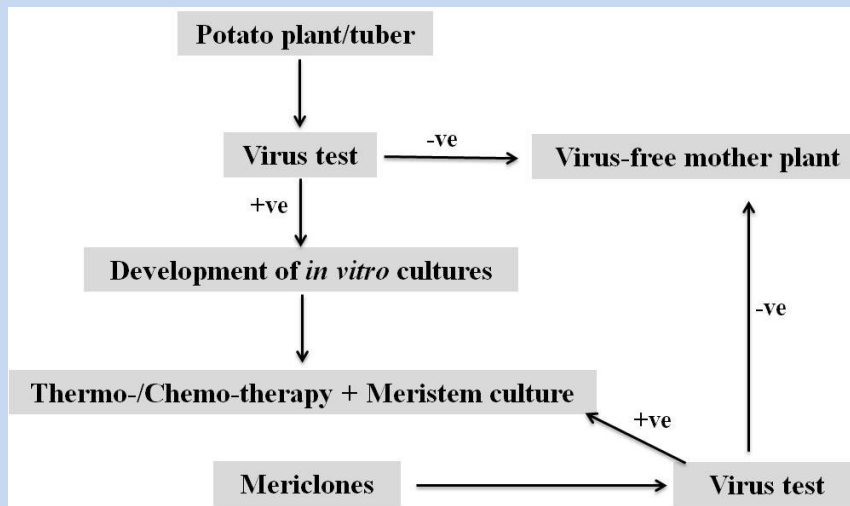 Potato plant/tuber
Virus test
-ve
Virus-free mother plant
+ve
Development of in vitro cultures
-ve
Thermo-/Chemo-therapy + Meristem culture
+ve
Mericlones
Virus test